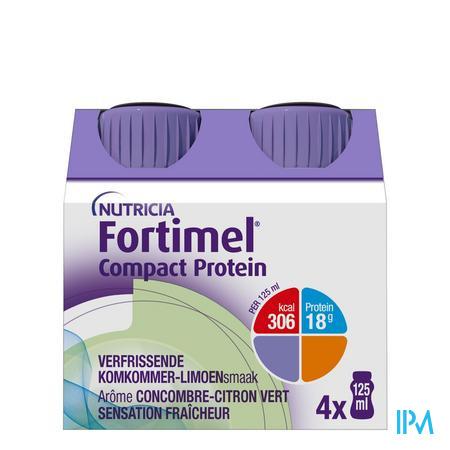 NUTRICIA
Fortimel®
Compact Protein
PER 125 ml
kcal
306
Protein
18g
VERFRISSENDE
KOMKOMMER-LIMOENsmaak
Arôme CONCOMBRE-CITRON VERT
SENSATION FRAÎCHEUR
4x
125
ml
IPM